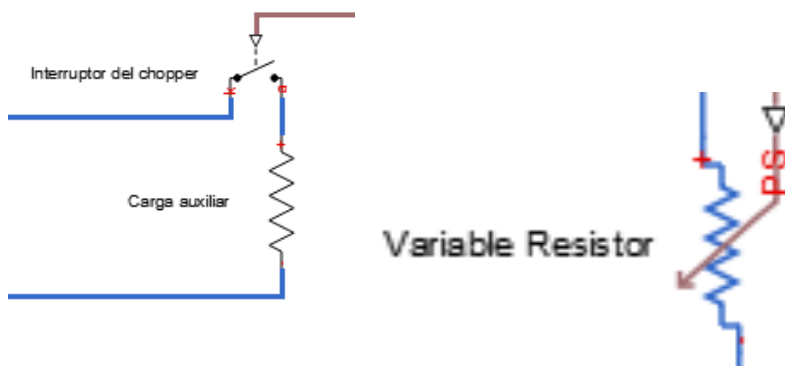 Interruptor del chopper
x
a
+
Carga auxiliar
+
PS
Variable Resistor